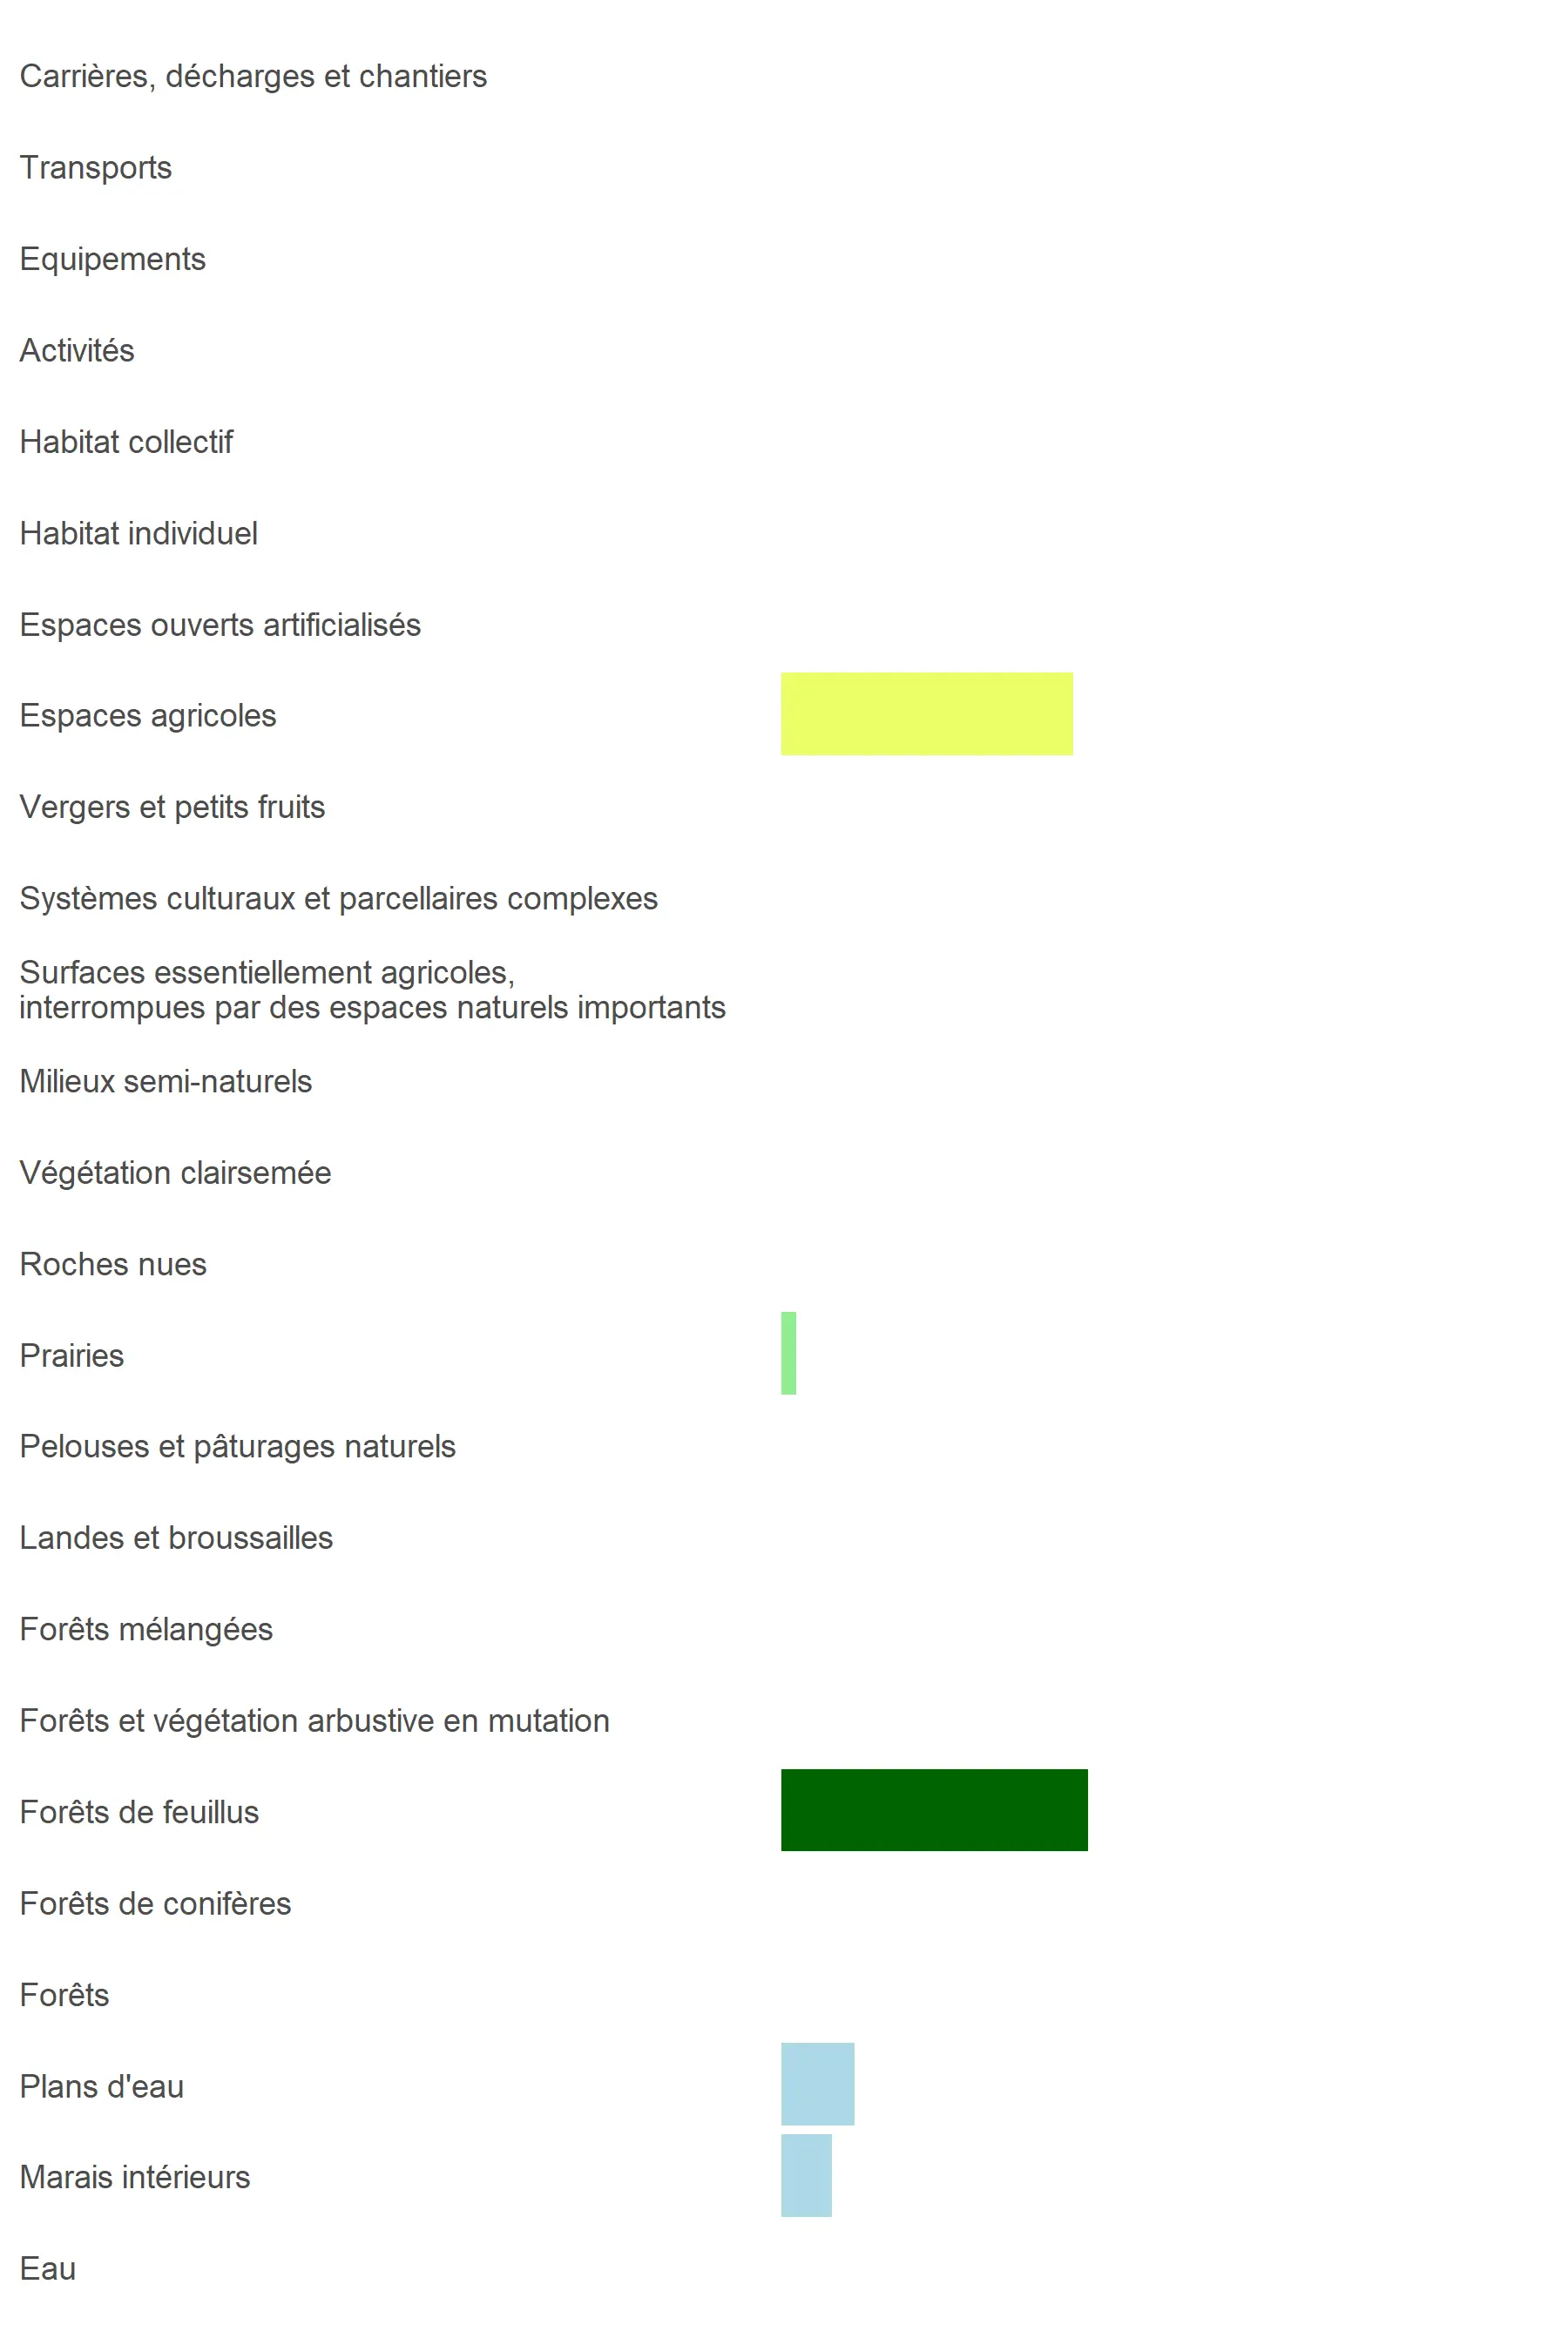 Carrières, décharges et chantiers
Transports
Equipements
Activités
Habitat collectif
Habitat individuel
Espaces ouverts artificialisés
Espaces agricoles
Vergers et petits fruits
Systèmes culturaux et parcellaires complexes
Surfaces essentiellement agricoles,
interrompues par des espaces naturels importants
Milieux semi-naturels
Végétation clairsemée
Roches nues
Prairies
Pelouses et pâturages naturels
Landes et broussailles
Forêts mélangées
Forêts et végétation arbustive en mutation
Forêts de feuillus
Forêts de conifères
Forêts
Plans d'eau
Marais intérieurs
Eau